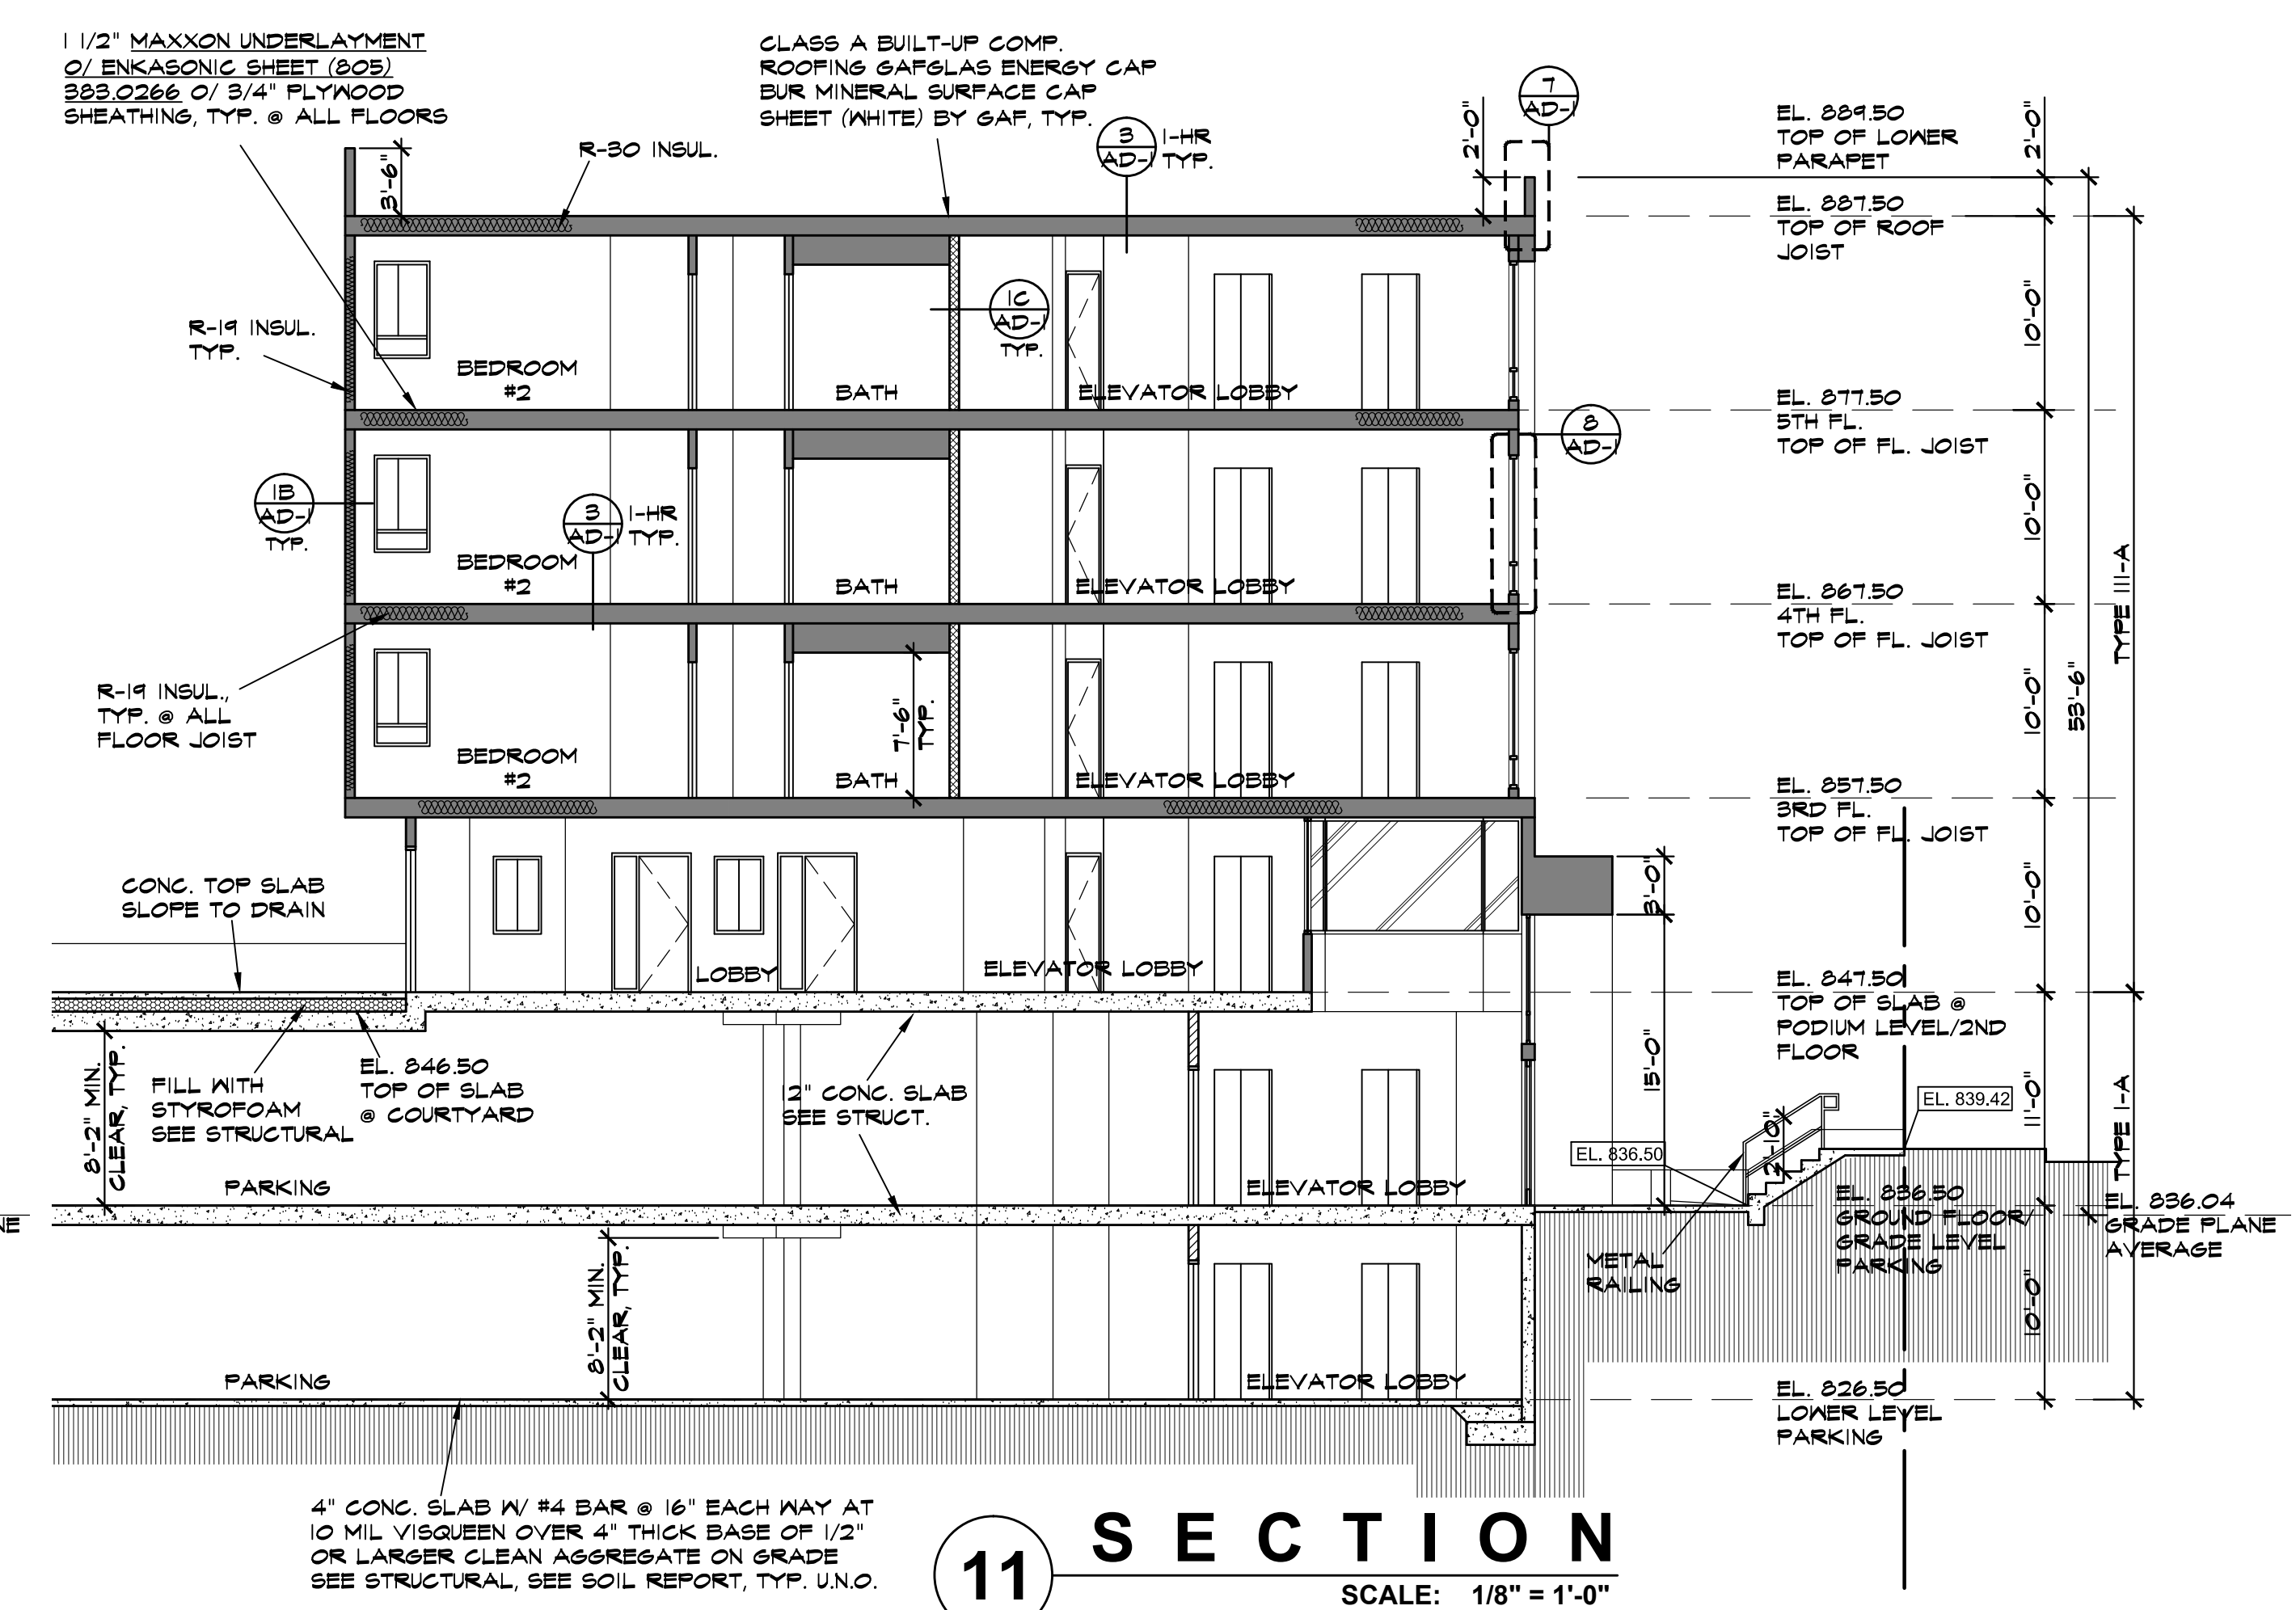 1 1/2" MAXXON UNDERLAYMENT
O/ ENKASONIC SHEET (805)
383.0266 O/ 3/4" PLYWOOD
SHEATHING, TYP. @ ALL FLOORS
CLASS A BUILT-UP COMP.
ROOFING GAFGLAS ENERGY CAP
BUR MINERAL SURFACE CAP
SHEET (WHITE) BY GAF, TYP.
R-30 INSUL.
3'-6"
3
AD-1
1-HR
TYP.
2'-0"
7
AD-1
EL. 889.50
TOP OF LOWER
PARAPET
2'-0"
EL. 887.50
TOP OF ROOF
JOIST
R-19 INSUL.
TYP.
1C
AD-1
TYP.
10'-0"
BEDROOM
#2
BATH
ELEVATOR LOBBY
EL. 877.50
5TH FL.
TOP OF FL. JOIST
8
AD-1
1B
AD-1
TYP.
3
AD-1
1-HR
TYP.
10'-0"
BEDROOM
#2
BATH
ELEVATOR LOBBY
EL. 867.50
4TH FL.
TOP OF FL. JOIST
TYPE III-A
53'-6"
R-19 INSUL.,
TYP. @ ALL
FLOOR JOIST
7'-6"
TYP.
10'-0"
BEDROOM
#2
BATH
ELEVATOR LOBBY
EL. 857.50
3RD FL.
TOP OF FL. JOIST
CONC. TOP SLAB
SLOPE TO DRAIN
3'-0"
10'-0"
LOBBY
ELEVATOR LOBBY
EL. 847.50
TOP OF SLAB @
PODIUM LEVEL/2ND
FLOOR
8'-2" MIN.
CLEAR, TYP.
FILL WITH
STYROFOAM
SEE STRUCTURAL
EL. 846.50
TOP OF SLAB
@ COURTYARD
12" CONC. SLAB
SEE STRUCT.
15'-0"
11'-0"
TYPE I-A
EL. 839.42
EL. 836.50
2'-10"
PARKING
ELEVATOR LOBBY
EL. 836.50
GROUND FLOOR/
GRADE LEVEL
PARKING
EL. 836.04
GRADE PLANE
AVERAGE
NE
METAL
RAILING
8'-2" MIN.
CLEAR, TYP.
10'-0"
PARKING
ELEVATOR LOBBY
EL. 826.50
LOWER LEVEL
PARKING
4" CONC. SLAB W/ #4 BAR @ 16" EACH WAY AT
10 MIL VISQUEEN OVER 4" THICK BASE OF 1/2"
OR LARGER CLEAN AGGREGATE ON GRADE
SEE STRUCTURAL, SEE SOIL REPORT, TYP. U.N.O.
11
SECTION
SCALE: 1/8" = 1'-0"